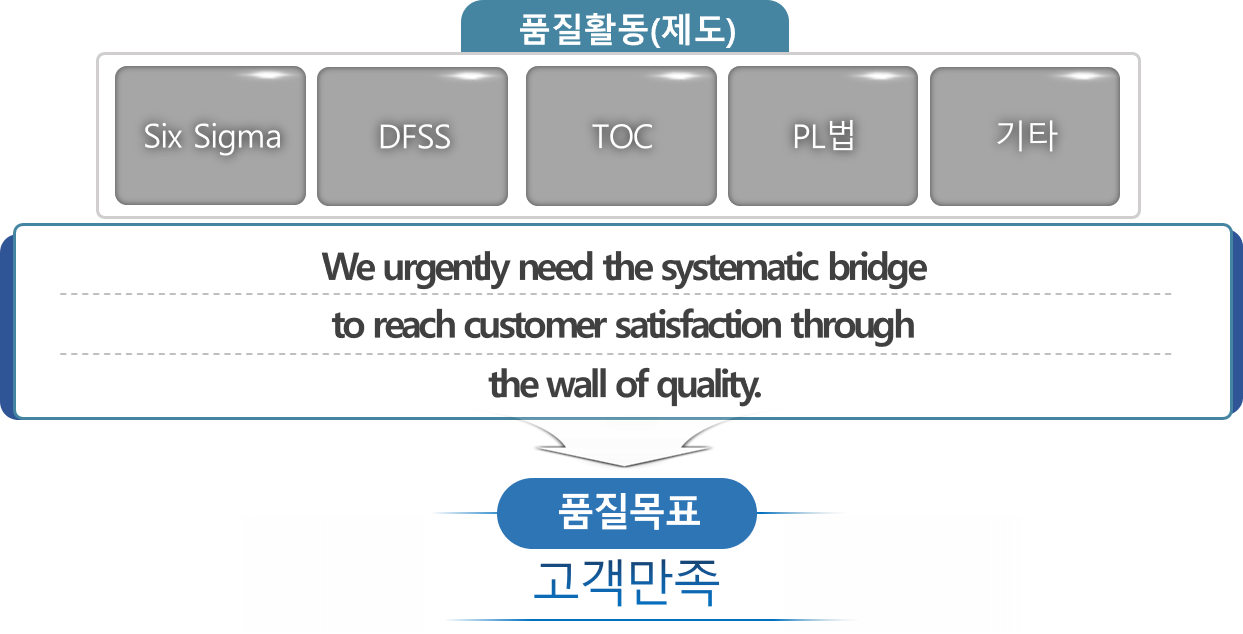 품질활동(제도)
Six Sigma DFSS TOC PL법 기타
We urgently need the systematic bridge
to reach customer satisfaction through
the wall of quality.
품질목표
고객만족